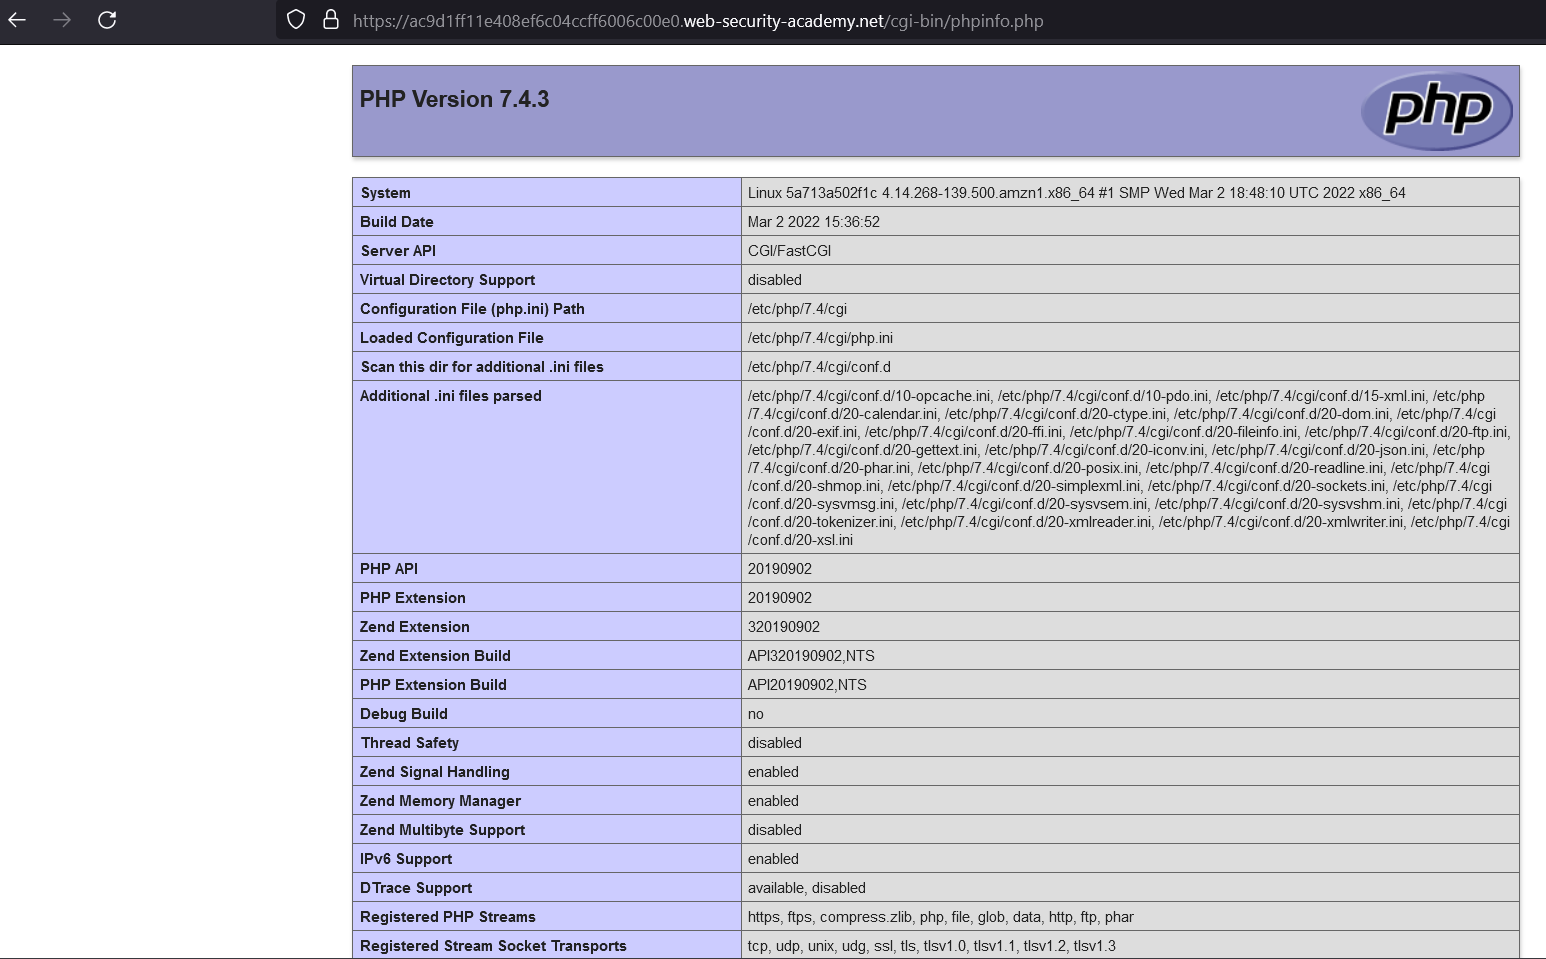 https://ac9d1ff11e408ef6c04ccff6006c00e0.web-security-academy.net/cgi-bin/phpinfo.php
PHP Version 7.4.3
php
System Linux 5a713a502f1c 4.14.268-139.500.amzn1.x86_64 #1 SMP Wed Mar 2 18:48:10 UTC 2022 x86_64
Build Date Mar 2 2022 15:36:52
Server API CGI/FastCGI
Virtual Directory Support disabled
Configuration File (php.ini) Path /etc/php/7.4/cgi
Loaded Configuration File /etc/php/7.4/cgi/php.ini
Scan this dir for additional .ini files /etc/php/7.4/cgi/conf.d
Additional .ini files parsed /etc/php/7.4/cgi/conf.d/10-opcache.ini, /etc/php/7.4/cgi/conf.d/10-pdo.ini, /etc/php/7.4/cgi/conf.d/15-xml.ini, /etc/php
/7.4/cgi/conf.d/20-calendar.ini, /etc/php/7.4/cgi/conf.d/20-ctype.ini, /etc/php/7.4/cgi/conf.d/20-dom.ini, /etc/php/7.4/cgi
/conf.d/20-exif.ini, /etc/php/7.4/cgi/conf.d/20-ffi.ini, /etc/php/7.4/cgi/conf.d/20-fileinfo.ini, /etc/php/7.4/cgi/conf.d/20-ftp.ini,
/etc/php/7.4/cgi/conf.d/20-gettext.ini, /etc/php/7.4/cgi/conf.d/20-iconv.ini, /etc/php/7.4/cgi/conf.d/20-json.ini, /etc/php
/7.4/cgi/conf.d/20-phar.ini, /etc/php/7.4/cgi/conf.d/20-posix.ini, /etc/php/7.4/cgi/conf.d/20-readline.ini, /etc/php/7.4/cgi
/conf.d/20-shmop.ini, /etc/php/7.4/cgi/conf.d/20-simplexml.ini, /etc/php/7.4/cgi/conf.d/20-sockets.ini, /etc/php/7.4/cgi
/conf.d/20-sysvmsg.ini, /etc/php/7.4/cgi/conf.d/20-sysvsem.ini, /etc/php/7.4/cgi/conf.d/20-sysvshm.ini, /etc/php/7.4/cgi
/conf.d/20-tokenizer.ini, /etc/php/7.4/cgi/conf.d/20-xmlreader.ini, /etc/php/7.4/cgi/conf.d/20-xmlwriter.ini, /etc/php/7.4/cgi
/conf.d/20-xsl.ini
PHP API 20190902
PHP Extension 20190902
Zend Extension 320190902
Zend Extension Build API320190902,NTS
PHP Extension Build API20190902,NTS
Debug Build no
Thread Safety disabled
Zend Signal Handling enabled
Zend Memory Manager enabled
Zend Multibyte Support disabled
IPv6 Support enabled
DTrace Support available, disabled
Registered PHP Streams https, ftps, compress.zlib, php, file, glob, data, http, ftp, phar
Registered Stream Socket Transports tcp, udp, unix, udg, ssl, tls, tlsv1.0, tlsv1.1, tlsv1.2, tlsv1.3